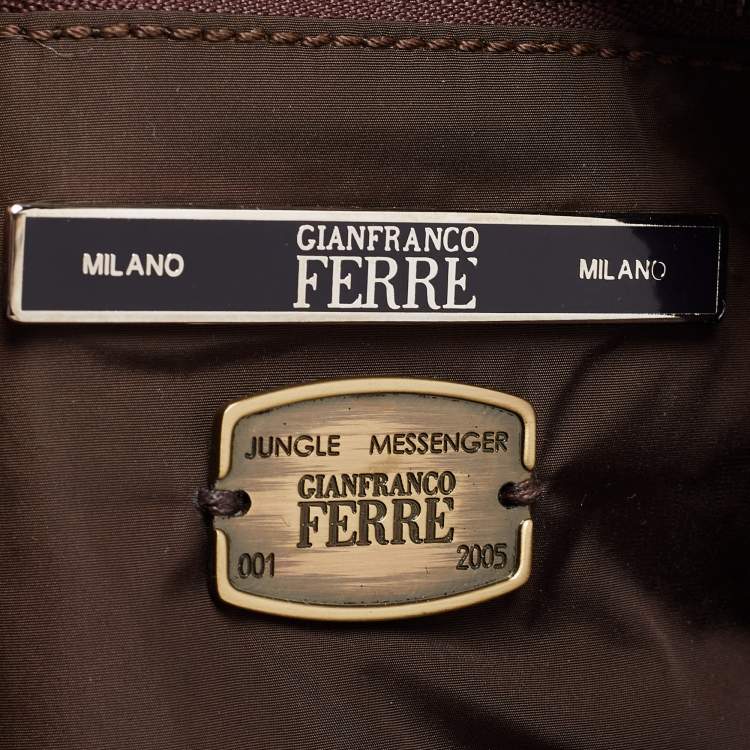 MILANO GIANFRANCO FERRE MILANO
JUNGLE MESSENGER
GIANFRANCO
FERRE
001 2005